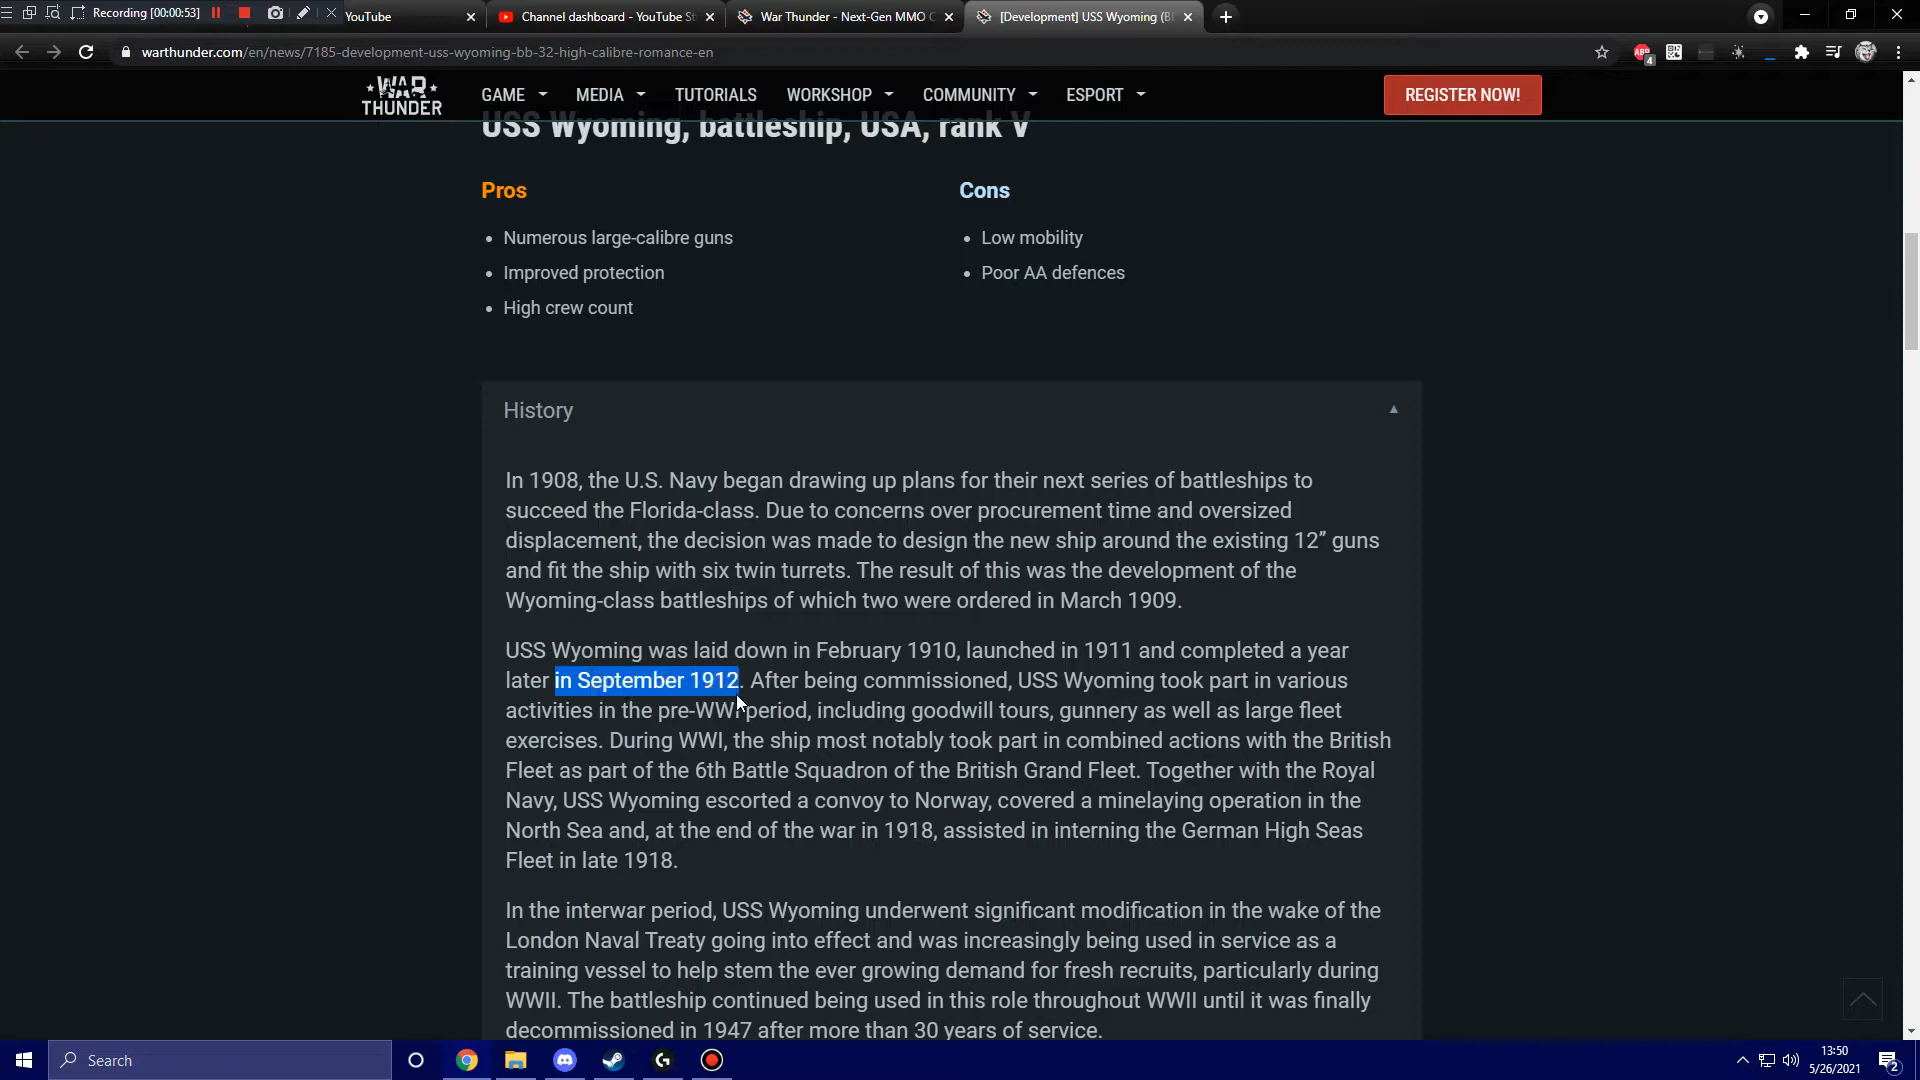 Recording [00:00:53]
YouTube
Channel dashboard - YouTube St
War Thunder - Next-Gen MMO C
[Development] USS Wyoming (B
warthunder.com/en/news/7185-development-uss-wyoming-bb-32-high-calibre-romance-en
ABP
4
WAR
THUNDER
GAME
MEDIA
TUTORIALS
WORKSHOP
COMMUNITY
ESPORT
REGISTER NOW!
USS Wyoming, battleship, USA, rank V
Pros
Numerous large-calibre guns
Improved protection
High crew count
Cons
Low mobility
Poor AA defences
History
In 1908, the U.S. Navy began drawing up plans for their next series of battleships to
succeed the Florida-class. Due to concerns over procurement time and oversized
displacement, the decision was made to design the new ship around the existing 12” guns
and fit the ship with six twin turrets. The result of this was the development of the
Wyoming-class battleships of which two were ordered in March 1909.
USS Wyoming was laid down in February 1910, launched in 1911 and completed a year
later in September 1912. After being commissioned, USS Wyoming took part in various
activities in the pre-WWI period, including goodwill tours, gunnery as well as large fleet
exercises. During WWI, the ship most notably took part in combined actions with the British
Fleet as part of the 6th Battle Squadron of the British Grand Fleet. Together with the Royal
Navy, USS Wyoming escorted a convoy to Norway, covered a minelaying operation in the
North Sea and, at the end of the war in 1918, assisted in interning the German High Seas
Fleet in late 1918.
In the interwar period, USS Wyoming underwent significant modification in the wake of the
London Naval Treaty going into effect and was increasingly being used in service as a
training vessel to help stem the ever growing demand for fresh recruits, particularly during
WWII. The battleship continued being used in this role throughout WWII until it was finally
decommissioned in 1947 after more than 30 years of service.
Search
13:50
5/26/2021
2